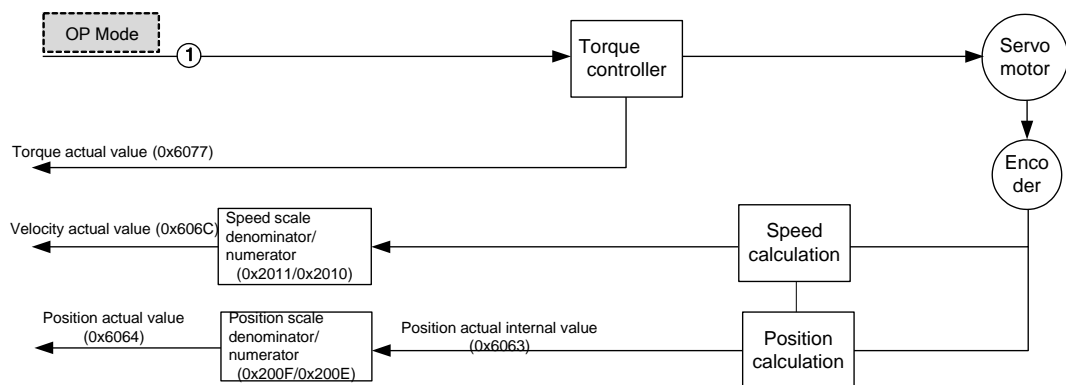 OP Mode
1
Torque
controller
Servo
motor
Torque actual value (0x6077)
Enco
der
Velocity actual value (0x606C)
Speed scale
denominator/
numerator
(0x2011/0x2010)
Speed
calculation
Position actual value
(0x6064)
Position scale
denominator/
numerator
(0x200F/0x200E)
Position actual internal value
(0x6063)
Position
calculation